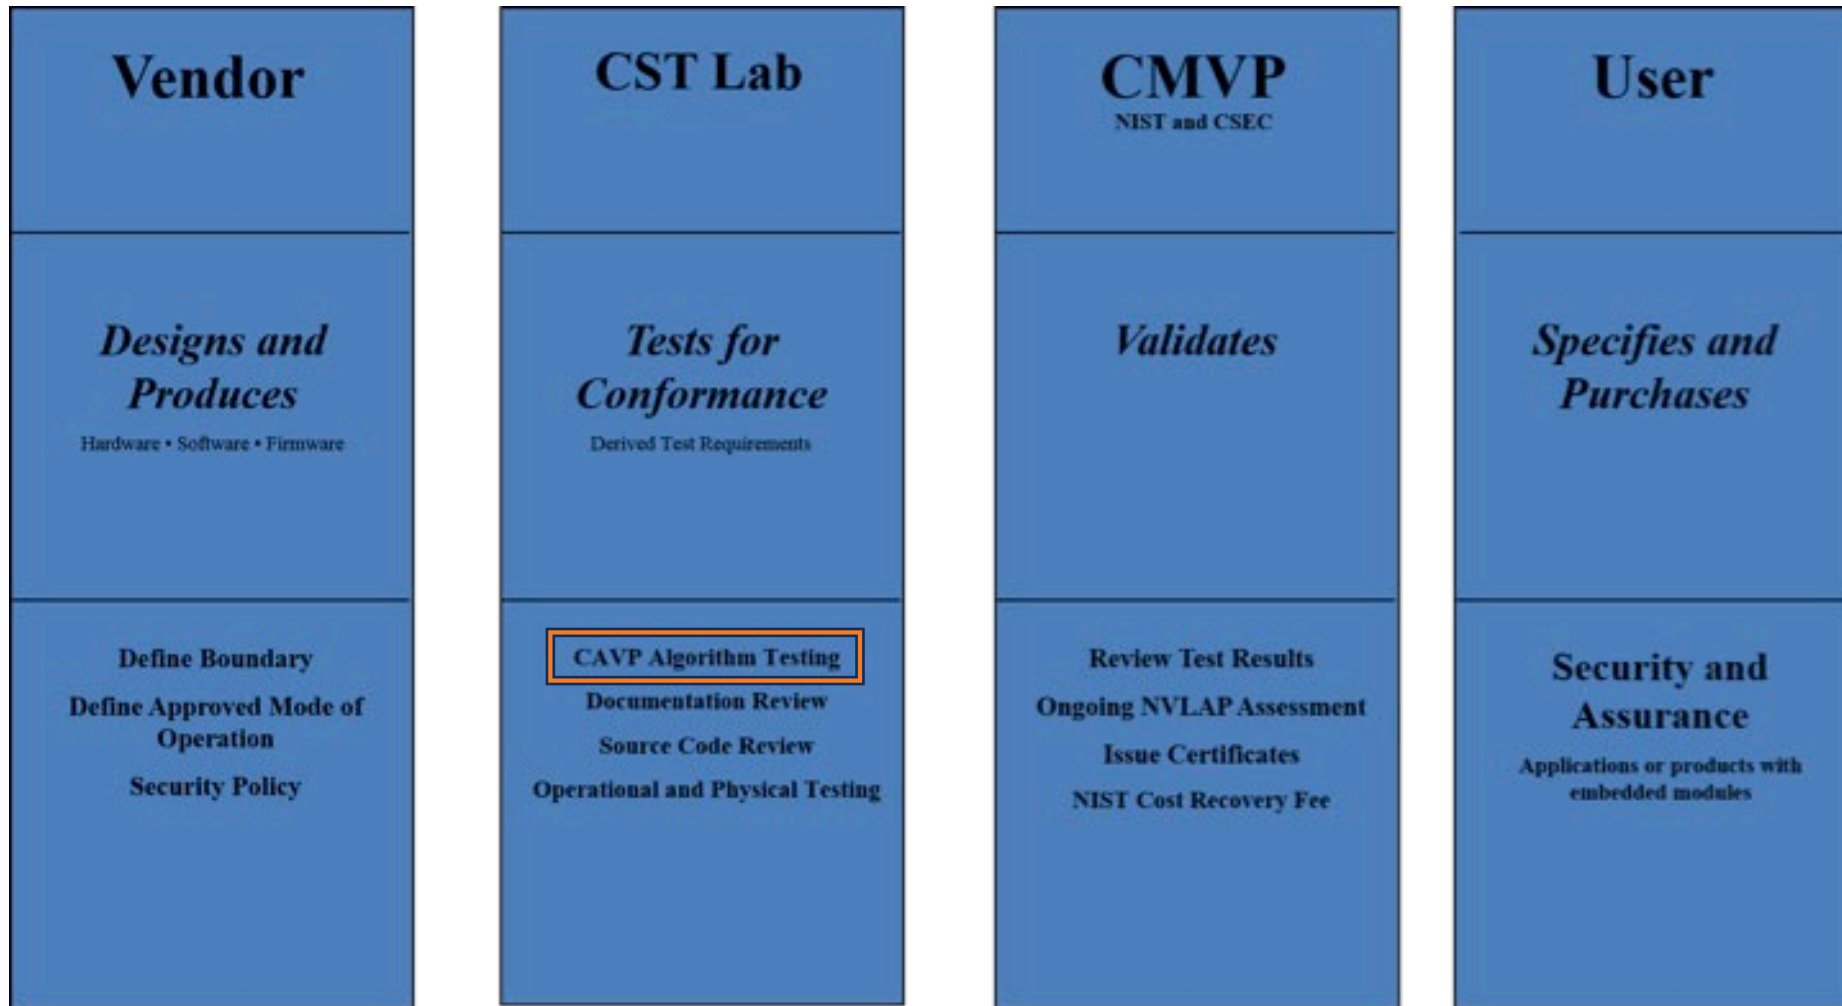 Vendor
Designs and
Produces
Hardware • Software • Firmware
Define Boundary
Define Approved Mode of
Operation
Security Policy
CST Lab
Tests for
Conformance
Derived Test Requirements
CAVP Algorithm Testing
Documentation Review
Source Code Review
Operational and Physical Testing
CMVP
NIST and CSEC
Validates
Review Test Results
Ongoing NVLAP Assessment
Issue Certificates
NIST Cost Recovery Fee
User
Specifies and
Purchases
Security and
Assurance
Applications or products with
embedded modules